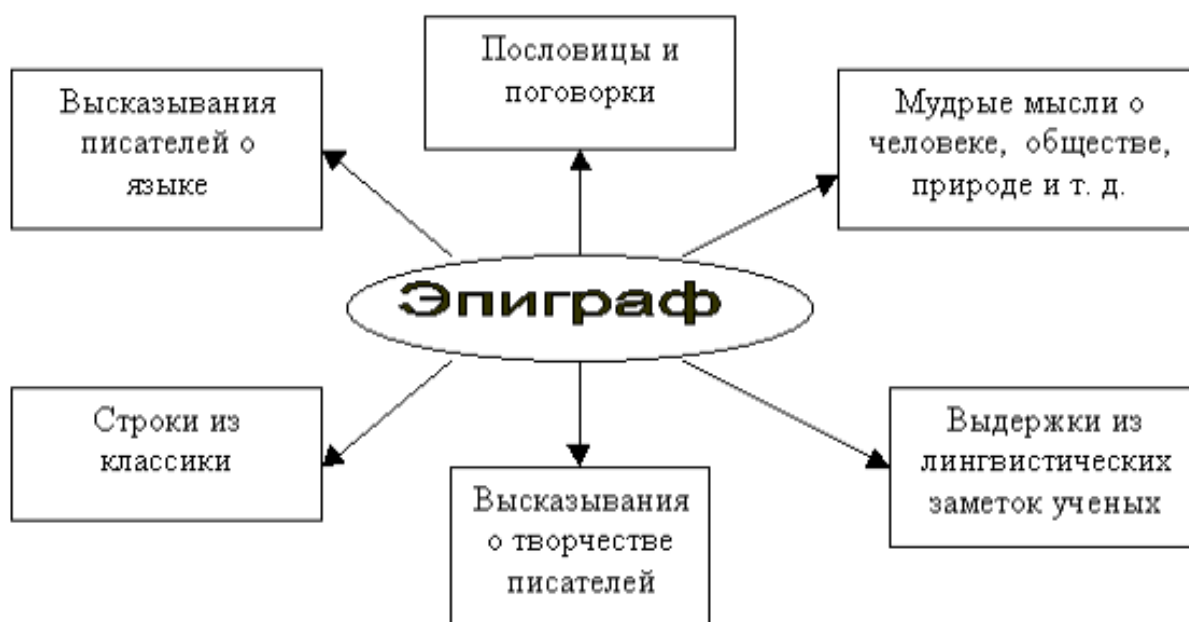 Пословицы и
поговорки
Высказывания
писателей о
языке
Мудрые мысли о
человеке, обществе,
природе и т. д.
Эпиграф
Строки из
классики
Выдержки из
лингвистических
заметок ученых
Высказывания
о творчестве
писателей